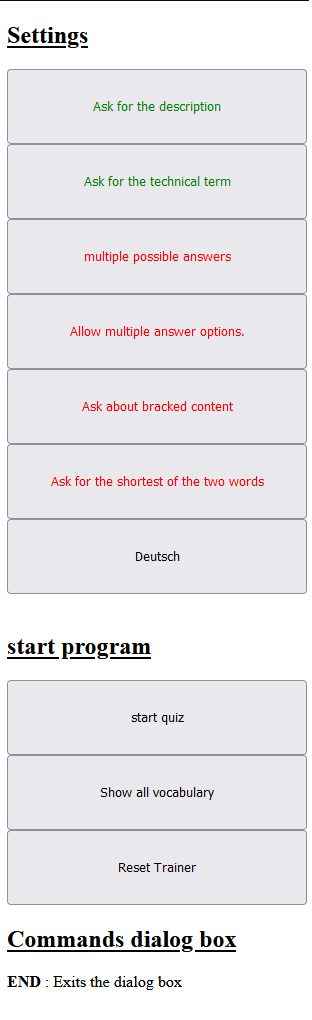 Settings
Ask for the description
Ask for the technical term
multiple possible answers
Allow multiple answer options.
Ask about bracked content
Ask for the shortest of the two words
Deutsch
start program
start quiz
Show all vocabulary
Reset Trainer
Commands dialog box
END : Exits the dialog box